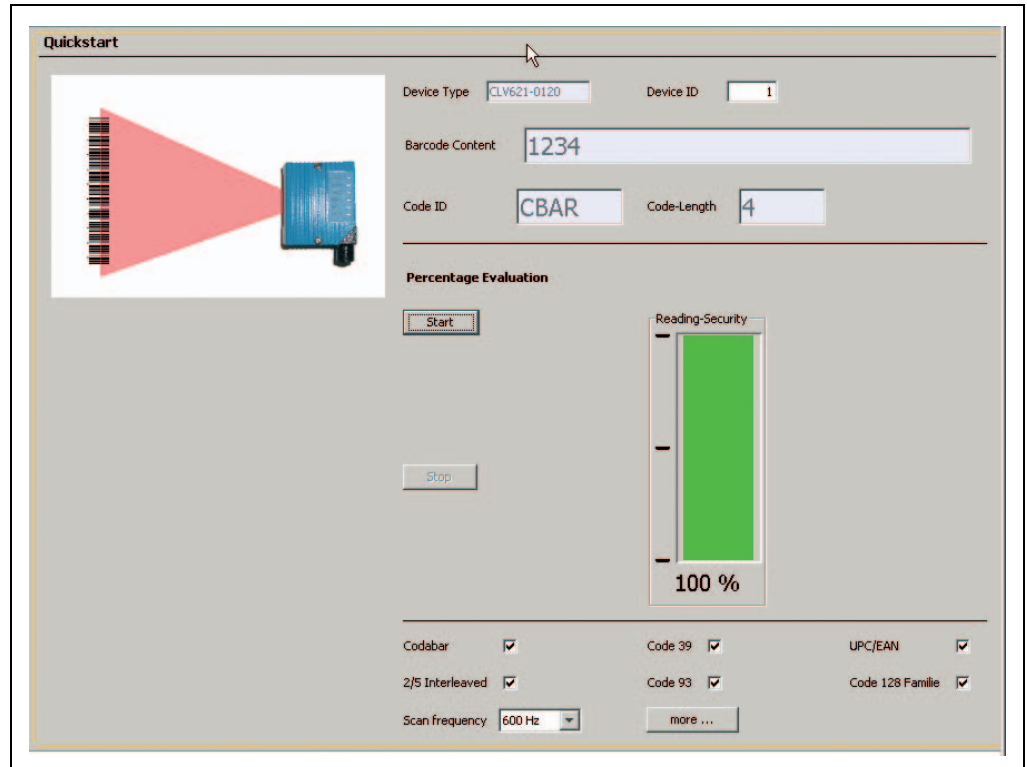 Quickstart
Device Type CLV621-0120 Device ID 1
Barcode Content 1234
Code ID CBAR Code-Length 4
Percentage Evaluation
Start Reading-Security
Stop
100 %
Codabar Code 39 UPC/EAN
2/5 Interleaved Code 93 Code 128 Familie
Scan frequency 600 Hz more ...